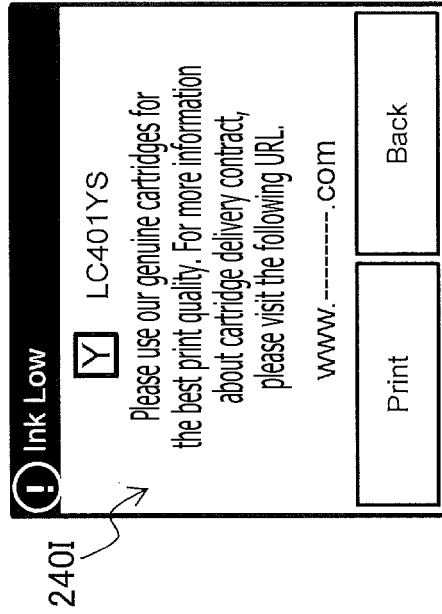 240I
! Ink Low
Y LC401YS
Please use our genuine cartridges for
the best print quality. For more information
about cartridge delivery contract,
please visit the following URL.
www.---------.com
Print
Back